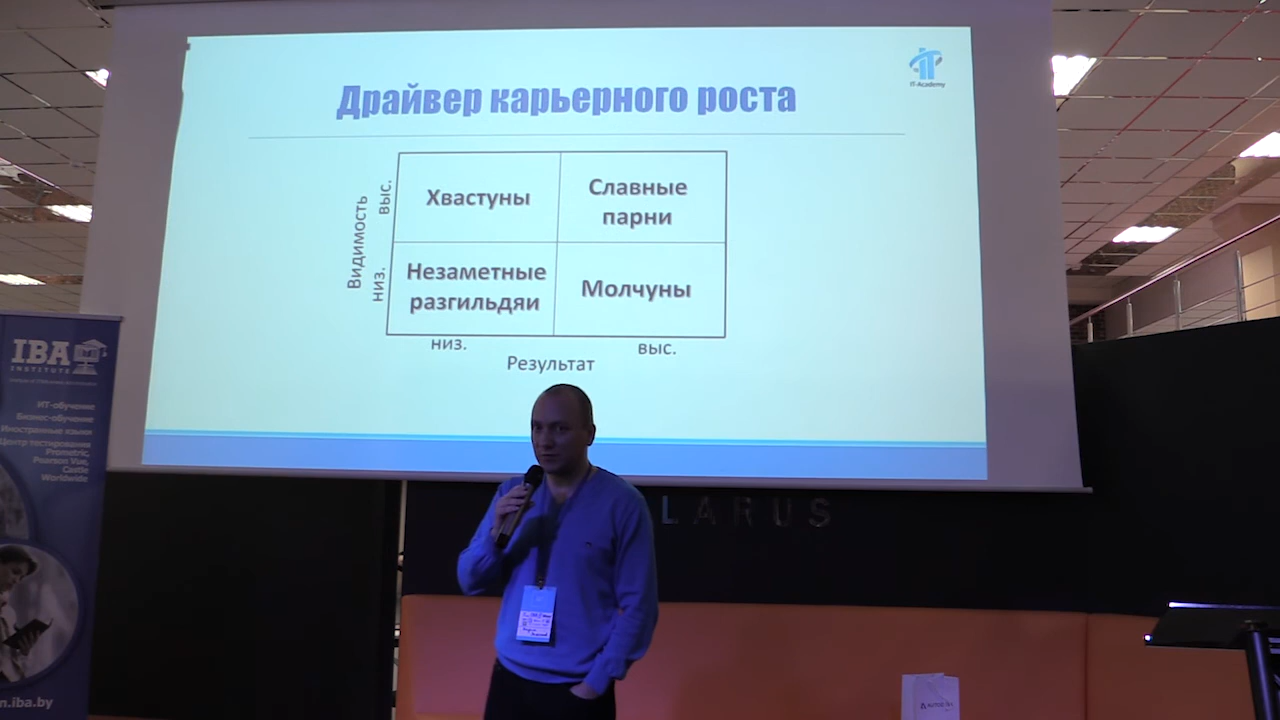 IT-Academy
Драйвер карьерного роста
Видимость
низ. выс.
Хвастуны
Славные
парни
Незаметные
разгильдяи
Молчуны
низ.
выс.
Результат
IBA
INSTITUTE
ИТ-обучение
Бизнес-обучение
Иностранные языки
Центр тестирования
Prometric,
Pearson Vue,
Castle
Worldwide
n.iba.by
LARUS